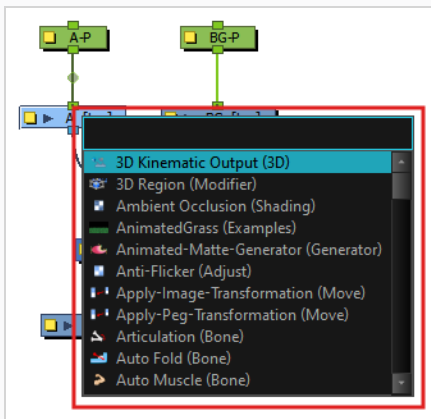 A-P
BG-P
3D Kinematic Output (3D)
3D Region (Modifier)
Ambient Occlusion (Shading)
AnimatedGrass (Examples)
Animated-Matte-Generator (Generator)
Anti-Flicker (Adjust)
Apply-Image-Transformation (Move)
Apply-Peg-Transformation (Move)
Articulation (Bone)
Auto Fold (Bone)
Auto Muscle (Bone)